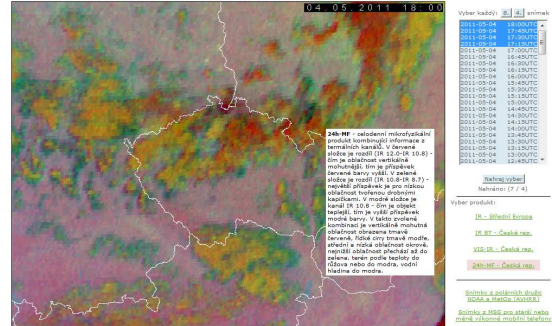 04.05.2011 18:00
Vyber každý: 8. 4. snímek
2011-05-04 18:00UTC
2011-05-04 17:45UTC
2011-05-04 17:30UTC
2011-05-04 17:15UTC
2011-05-04 17:00UTC
2011-05-04 16:45UTC
2011-05-04 16:30UTC
2011-05-04 16:15UTC
2011-05-04 16:00UTC
2011-05-04 15:45UTC
2011-05-04 15:30UTC
2011-05-04 15:15UTC
2011-05-04 15:00UTC
2011-05-04 14:45UTC
2011-05-04 14:30UTC
2011-05-04 14:15UTC
2011-05-04 14:00UTC
2011-05-04 13:45UTC
2011-05-04 13:30UTC
2011-05-04 13:15UTC
2011-05-04 13:00UTC
2011-05-04 12:45UTC
24h-MF - celodenní mikrofyzikální
produkt kombinující informace z
termálních kanálů. V červené
složce je rozdíl (IR 12.0-IR 10.8) -
čím je oblačnost vertikálně
mohutnější, tím je příspěvek
červené barvy vyšší. V zelené
složce je rozdíl (IR 10.8-IR 8.7) -
největší příspěvek je pro nízkou
oblačnost tvořenou drobnými
kapičkami. V modré složce je
kanál IR 10.8 - čím je objekt
teplejší, tím je vyšší příspěvek
modré barvy. V takto zvolené
kombinaci je vertikálně mohutná
oblačnost obrazena tmavě
červeně, řídké cirry tmavě modře,
střední a nízká oblačnost okrově,
nejnižší oblačnost přechází až do
zelena, terén podle teploty do
růžova nebo do modra, vodní
hladina do modra.
Nahraj vyber
Nahráno: (7 / 4)
Vyber produkt:
IR - Střední Evropa
IR BT - Česká rep.
VIS-IR - Česká rep.
24h-MF - Česká rep.
Snímky z polárních družic
NOAA a MetOp (AVHRR)
Snímky z MSG pro starší nebo
méně výkonné mobilní telefony